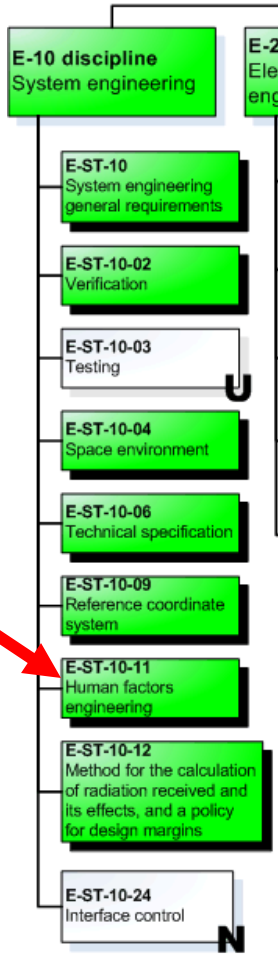 E-10 discipline
System engineering
E-2
Ele
eng
E-ST-10
System engineering
general requirements
E-ST-10-02
Verification
E-ST-10-03
Testing
U
E-ST-10-04
Space environment
E-ST-10-06
Technical specification
E-ST-10-09
Reference coordinate
system
E-ST-10-11
Human factors
engineering
E-ST-10-12
Method for the calculation
of radiation received and
its effects, and a policy
for design margins
E-ST-10-24
Interface control
N